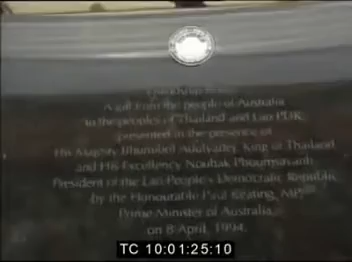 Friendship Bridge
A gift from the people of Australia
to the peoples of Thailand and Lao PDR
presented in the presence of
His Majesty Bhumibol Adulyadej, King of Thailand
and His Excellency Nouhak Phoumsavanh
President of the Lao People's Democratic Republic
by the Honourable Paul Keating, MP
Prime Minister of Australia
on 8 April, 1994.
TC 10:01:25:10